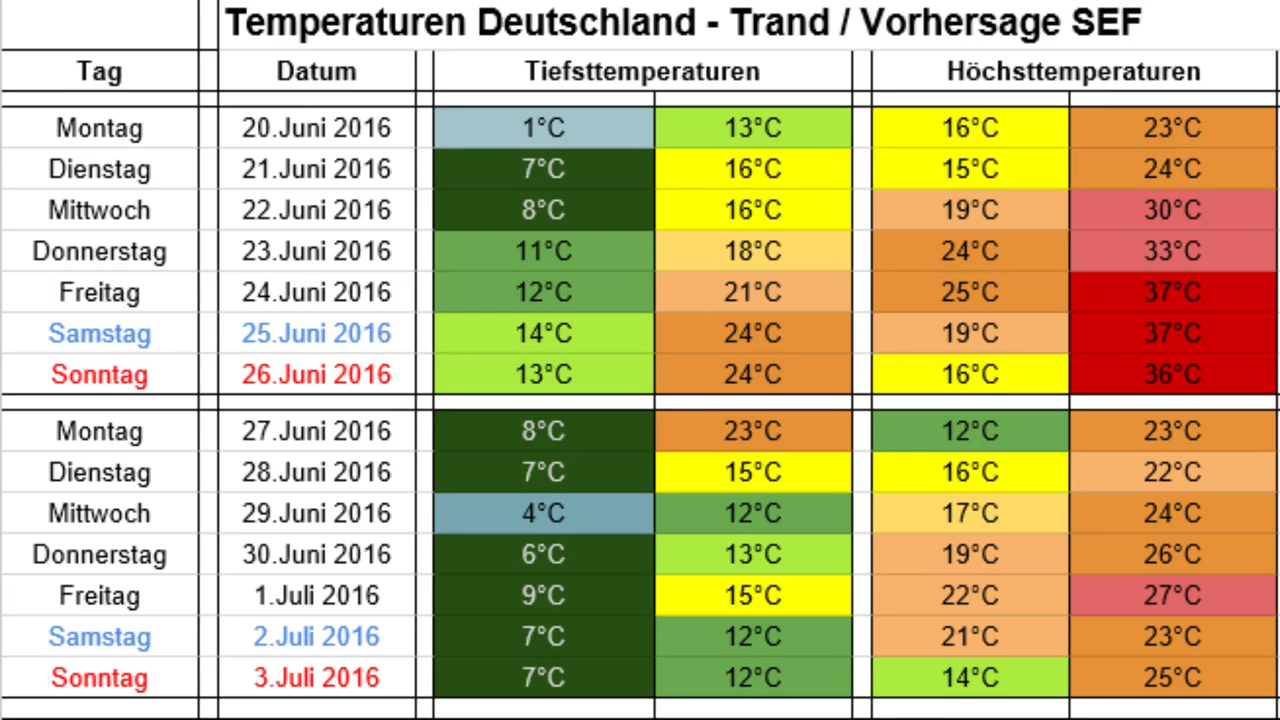 Temperaturen Deutschland - Trand / Vorhersage SEF
Tag Datum Tiefsttemperaturen Höchsttemperaturen
Montag 20.Juni 2016 1°C 13°C 16°C 23°C
Dienstag 21.Juni 2016 7°C 16°C 15°C 24°C
Mittwoch 22.Juni 2016 8°C 16°C 19°C 30°C
Donnerstag 23.Juni 2016 11°C 18°C 24°C 33°C
Freitag 24.Juni 2016 12°C 21°C 25°C 37°C
Samstag 25.Juni 2016 14°C 24°C 19°C 37°C
Sonntag 26.Juni 2016 13°C 24°C 16°C 36°C
Montag 27.Juni 2016 8°C 23°C 12°C 23°C
Dienstag 28.Juni 2016 7°C 15°C 16°C 22°C
Mittwoch 29.Juni 2016 4°C 12°C 17°C 24°C
Donnerstag 30.Juni 2016 6°C 13°C 19°C 26°C
Freitag 1.Juli 2016 9°C 15°C 22°C 27°C
Samstag 2.Juli 2016 7°C 12°C 21°C 23°C
Sonntag 3.Juli 2016 7°C 12°C 14°C 25°C